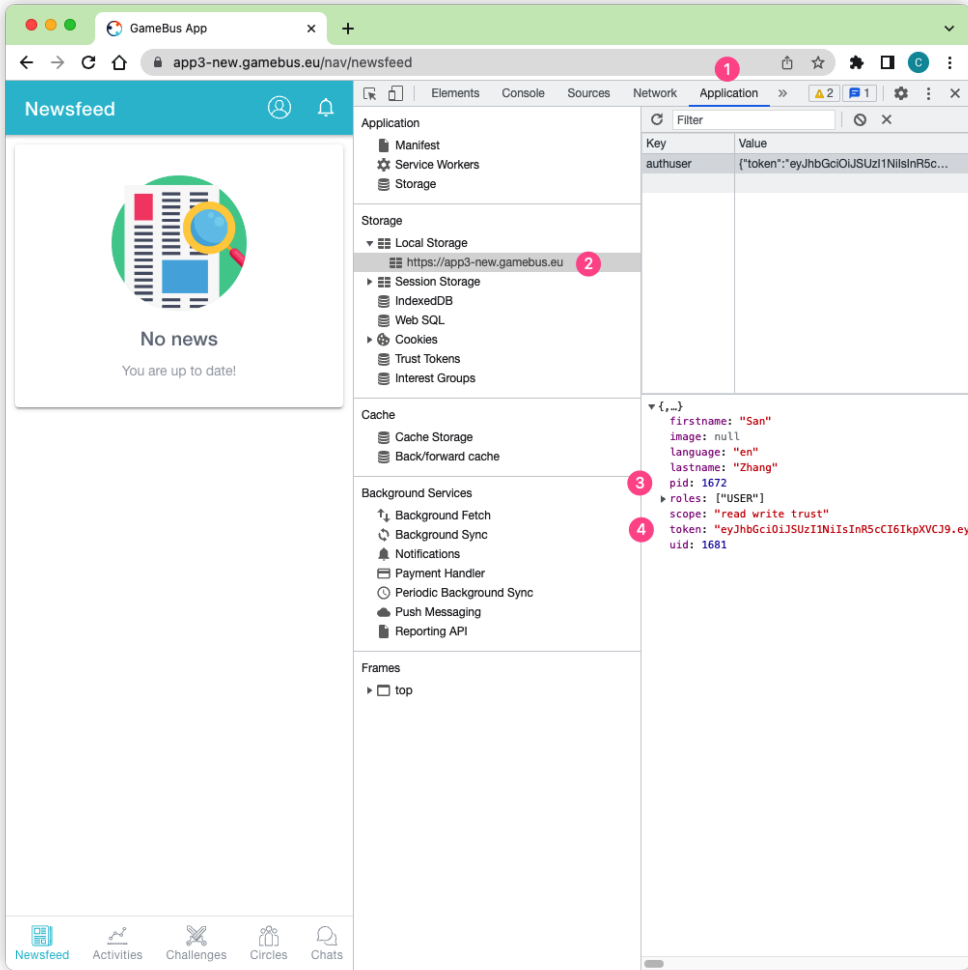 GameBus App
app3-new.gamebus.eu/nav/newsfeed
C
1
Newsfeed
Elements Console Sources Network Application 2 1
Application
Manifest
Service Workers
Storage
Storage
Local Storage
https://app3-new.gamebus.eu 2
Session Storage
IndexedDB
Web SQL
Cookies
Trust Tokens
Interest Groups
Cache
Cache Storage
Back/forward cache
Background Services
Background Fetch
Background Sync
Notifications
Payment Handler
Periodic Background Sync
Push Messaging
Reporting API
Frames
top
Filter
Key Value
authuser {"token":"eyJhbGciOiJSUzI1NiIsInR5c...
{,…}
firstname: "San"
image: null
language: "en"
lastname: "Zhang"
3 pid: 1672
roles: ["USER"]
scope: "read write trust"
4 token: "eyJhbGciOiJSUzI1NiIsInR5cCI6IkpXVCJ9.ey
uid: 1681
No news
You are up to date!
Newsfeed Activities Challenges Circles Chats